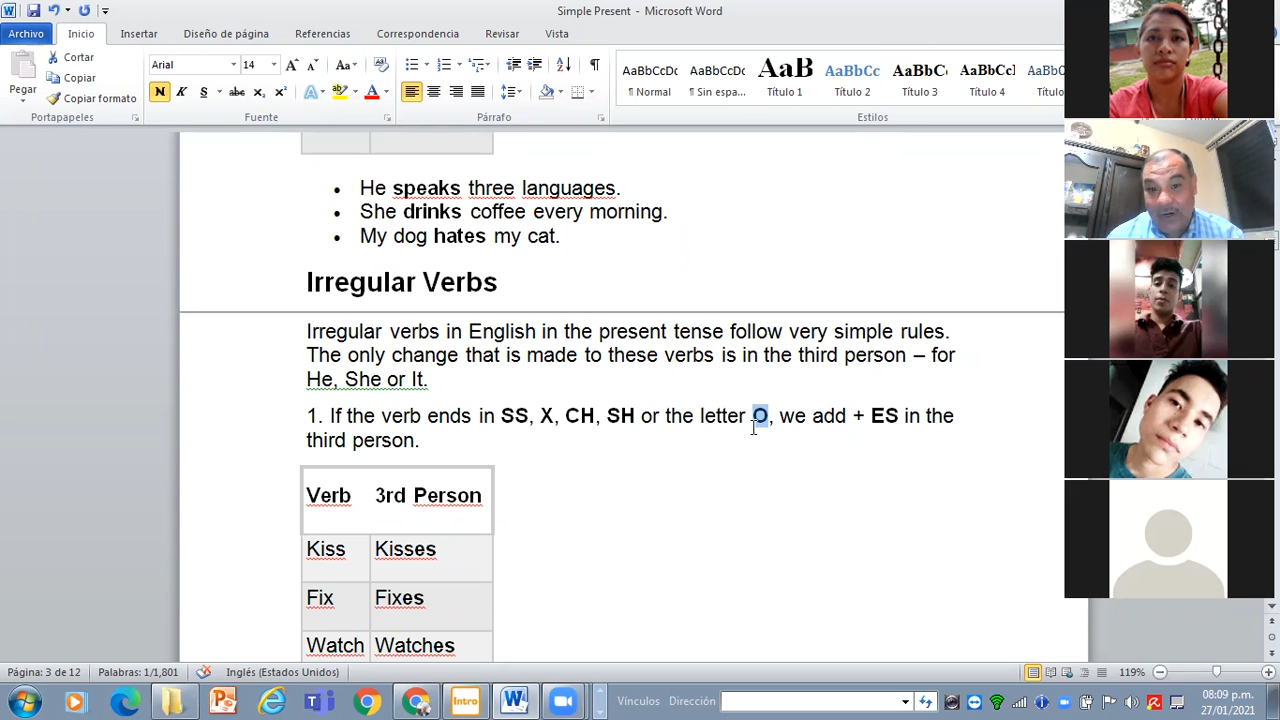 Simple Present - Microsoft Word
Archivo Inicio Insertar Diseño de página Referencias Correspondencia Revisar Vista
Pegar
Cortar
Copiar
Copiar formato
Portapapeles
Arial 14
N K S x₂ x² A ab A
Fuente
Párrafo
AaBbCcDc AaBbCcDc AaB AaBbCc AaBbC AaBbCcI AaBbC
¶ Normal ¶ Sin espa... Título 1 ¶ Título 2 ¶ Título 3 ¶ Título 4 ¶ Títu
Estilos
• He speaks three languages.
• She drinks coffee every morning.
• My dog hates my cat.
Irregular Verbs
Irregular verbs in English in the present tense follow very simple rules.
The only change that is made to these verbs is in the third person – for
He, She or It.
1. If the verb ends in SS, X, CH, SH or the letter O, we add + ES in the
third person.
Verb 3rd Person
Kiss Kisses
Fix Fixes
Watch Watches
Página: 3 de 12 Palabras: 1/1,801 Inglés (Estados Unidos) 119%
Intro
Vínculos Dirección
08:09 p.m.
27/01/2021